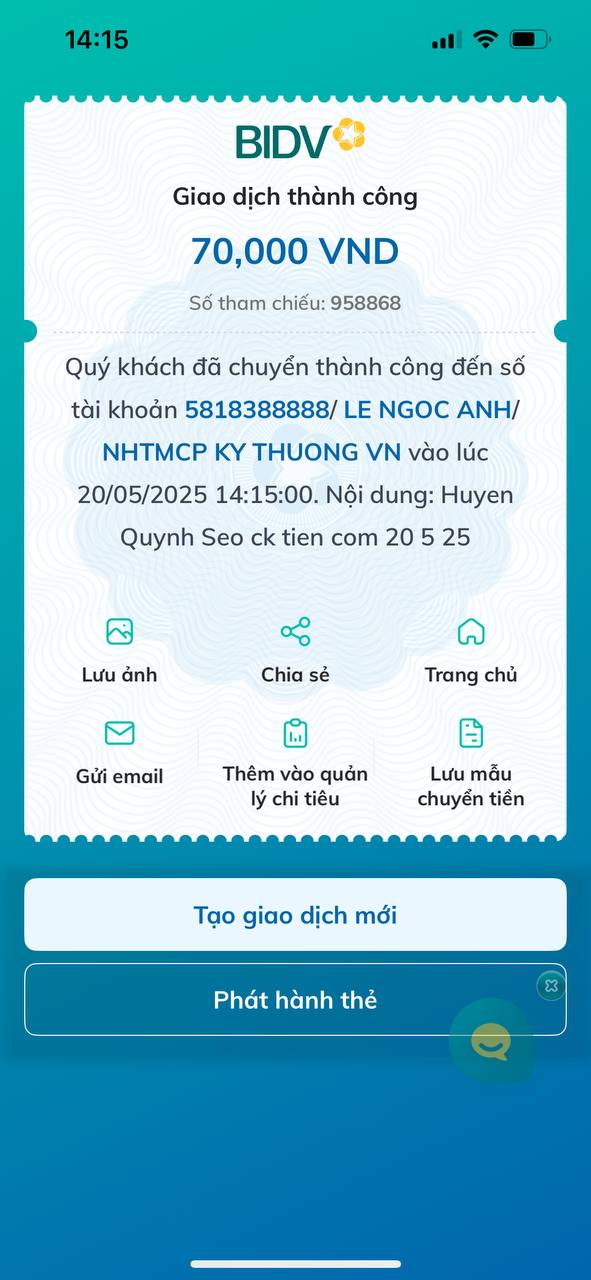 14:15
BIDV
Giao dịch thành công
70,000 VND
Số tham chiếu: 958868
Quý khách đã chuyển thành công đến số
tài khoản 5818388888/ LE NGOC ANH/
NHTMCP KY THUONG VN vào lúc
20/05/2025 14:15:00. Nội dung: Huyen
Quynh Seo ck tien com 20 5 25
Lưu ảnh
Chia sẻ
Trang chủ
Gửi email
Thêm vào quản
lý chi tiêu
Lưu mẫu
chuyển tiền
Tạo giao dịch mới
Phát hành thẻ